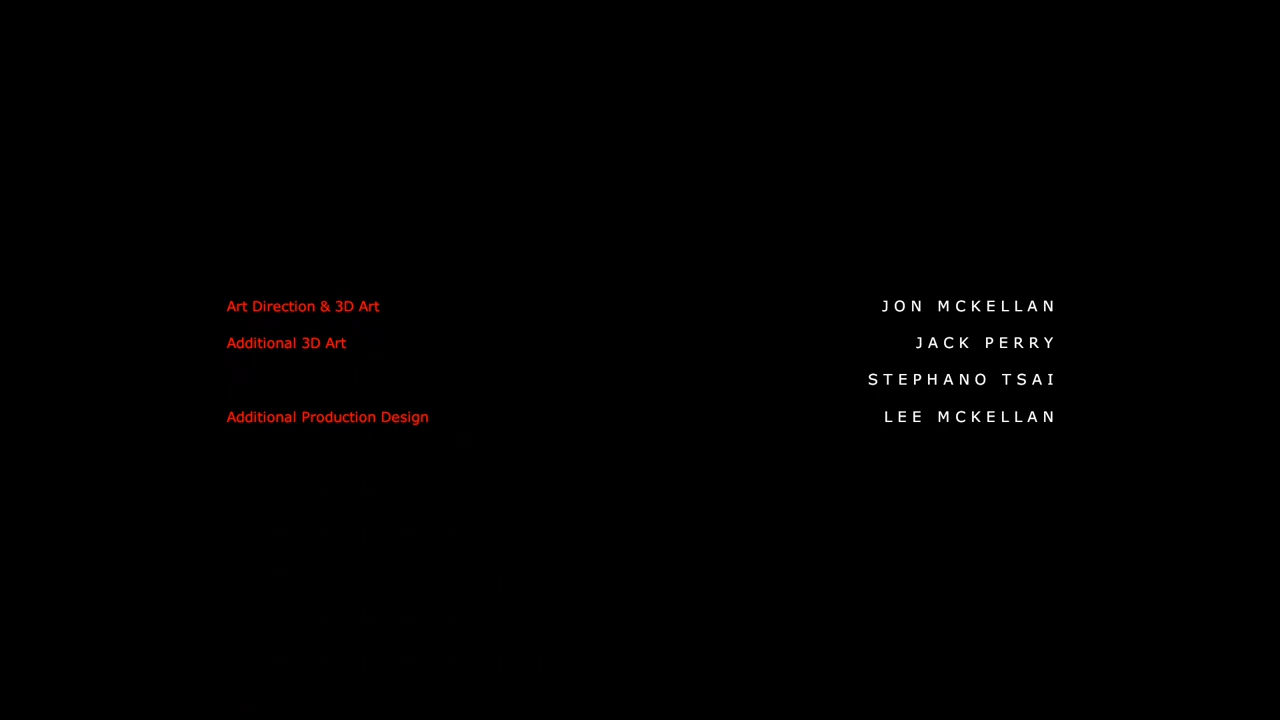 Art Direction & 3D Art JON MCKELLAN
Additional 3D Art JACK PERRY
STEPHANO TSAI
Additional Production Design LEE MCKELLAN